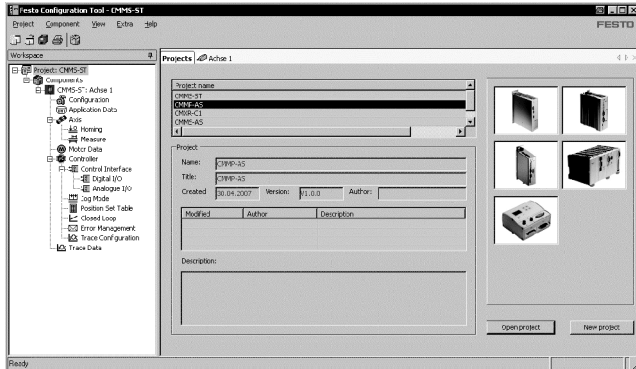 Festo Configuration Tool - CMMS-ST
Project Component View Extra Help
FESTO
Workspace
Project: CMMS-ST
Components
CMMS-ST: Achse 1
Configuration
Application Data
Axis
Homing
Measure
Motor Data
Controller
Control Interface
Digital I/O
Analogue I/O
Jog Mode
Position Set Table
Closed Loop
Error Management
Trace Configuration
Trace Data
Projects Achse 1
Project name
CMMS-ST
CMMP-AS
CMXR-C1
CMMS-AS
Project
Name: CMMP-AS
Title: CMMP-AS
Created 30.04.2007 Version: V1.0.0 Author:
Modified Author Description
Description:
Open project New project
Ready